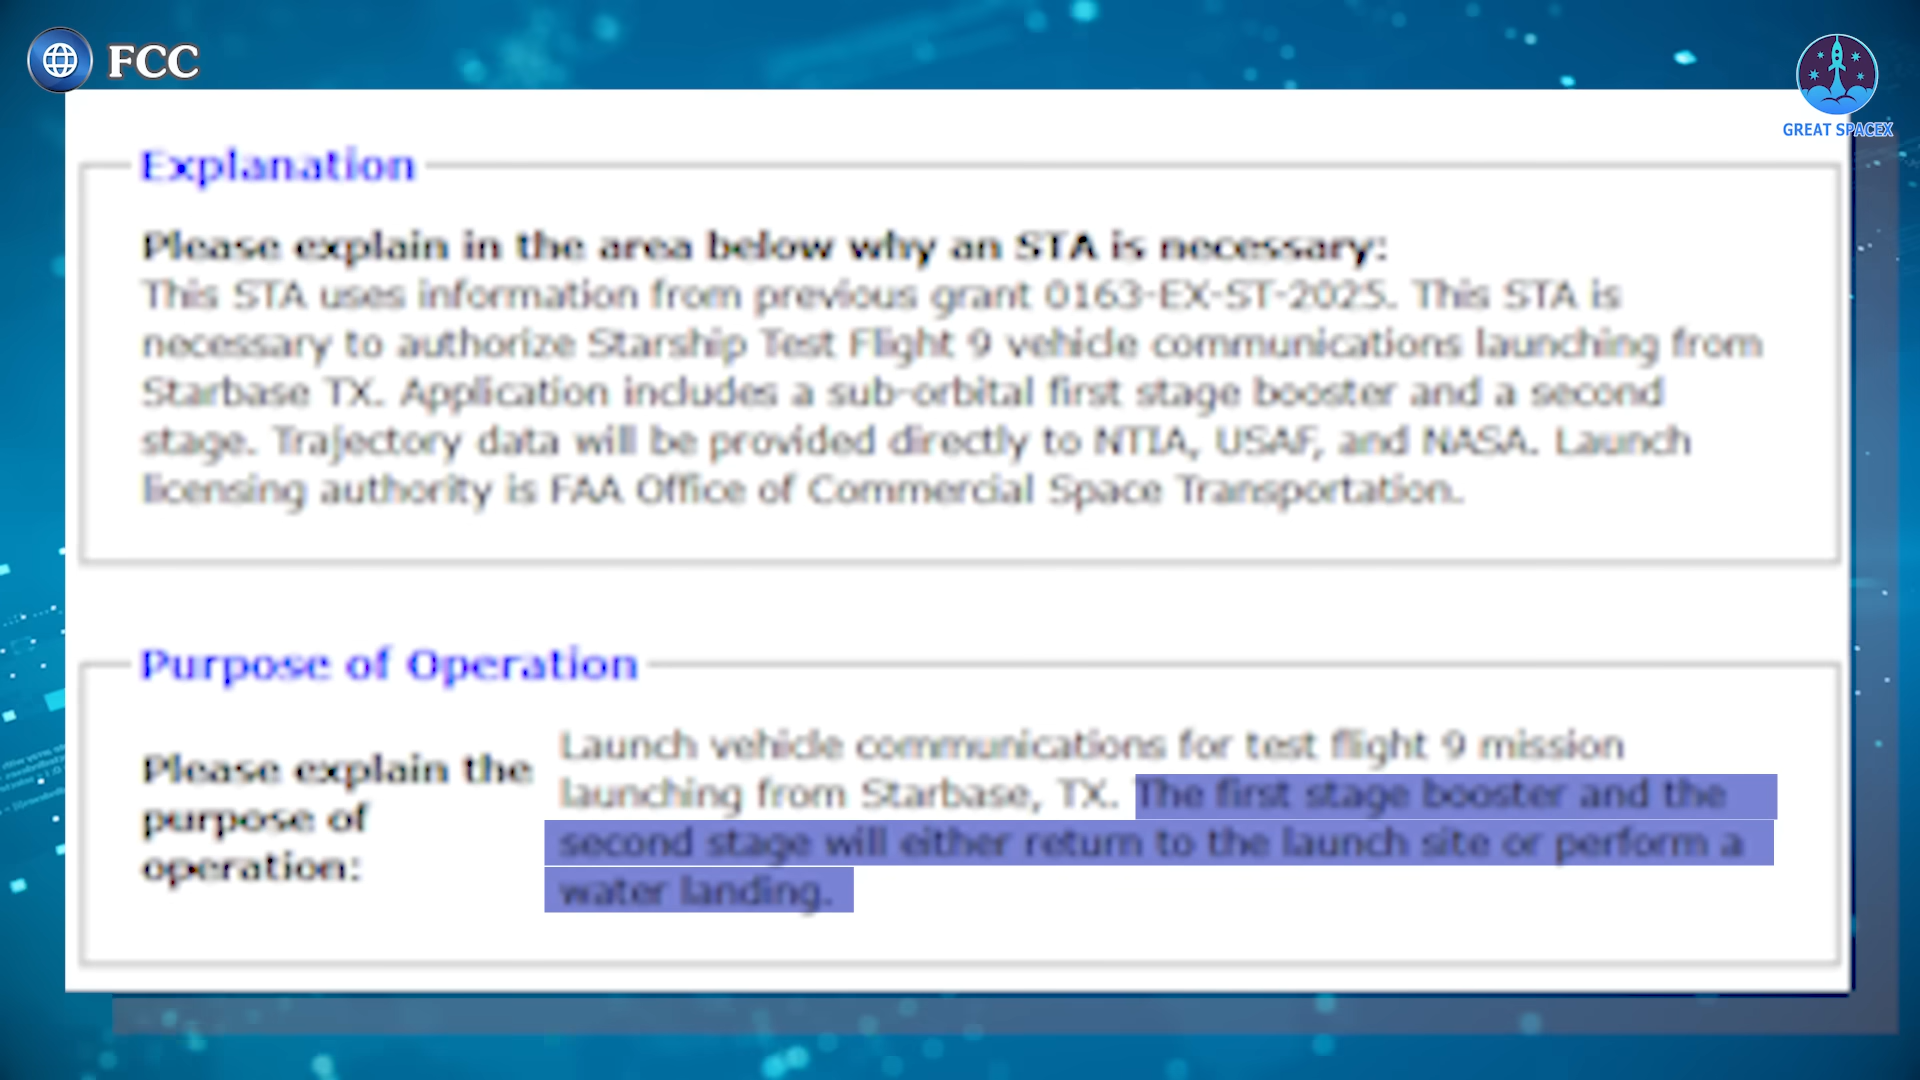 FCC
GREAT SPACEX
Explanation
Please explain in the area below why an STA is necessary:
This STA uses information from previous grant 0163-EX-ST-2025. This STA is
necessary to authorize Starship Test Flight 9 vehicle communications launching from
Starbase TX. Application includes a sub-orbital first stage booster and a second
stage. Trajectory data will be provided directly to NTIA, USAF, and NASA. Launch
licensing authority is FAA Office of Commercial Space Transportation.
Purpose of Operation
Please explain the
purpose of
operation:
Launch vehicle communications for test flight 9 mission
launching from Starbase, TX. The first stage booster and the
second stage will either return to the launch site or perform a
water landing.